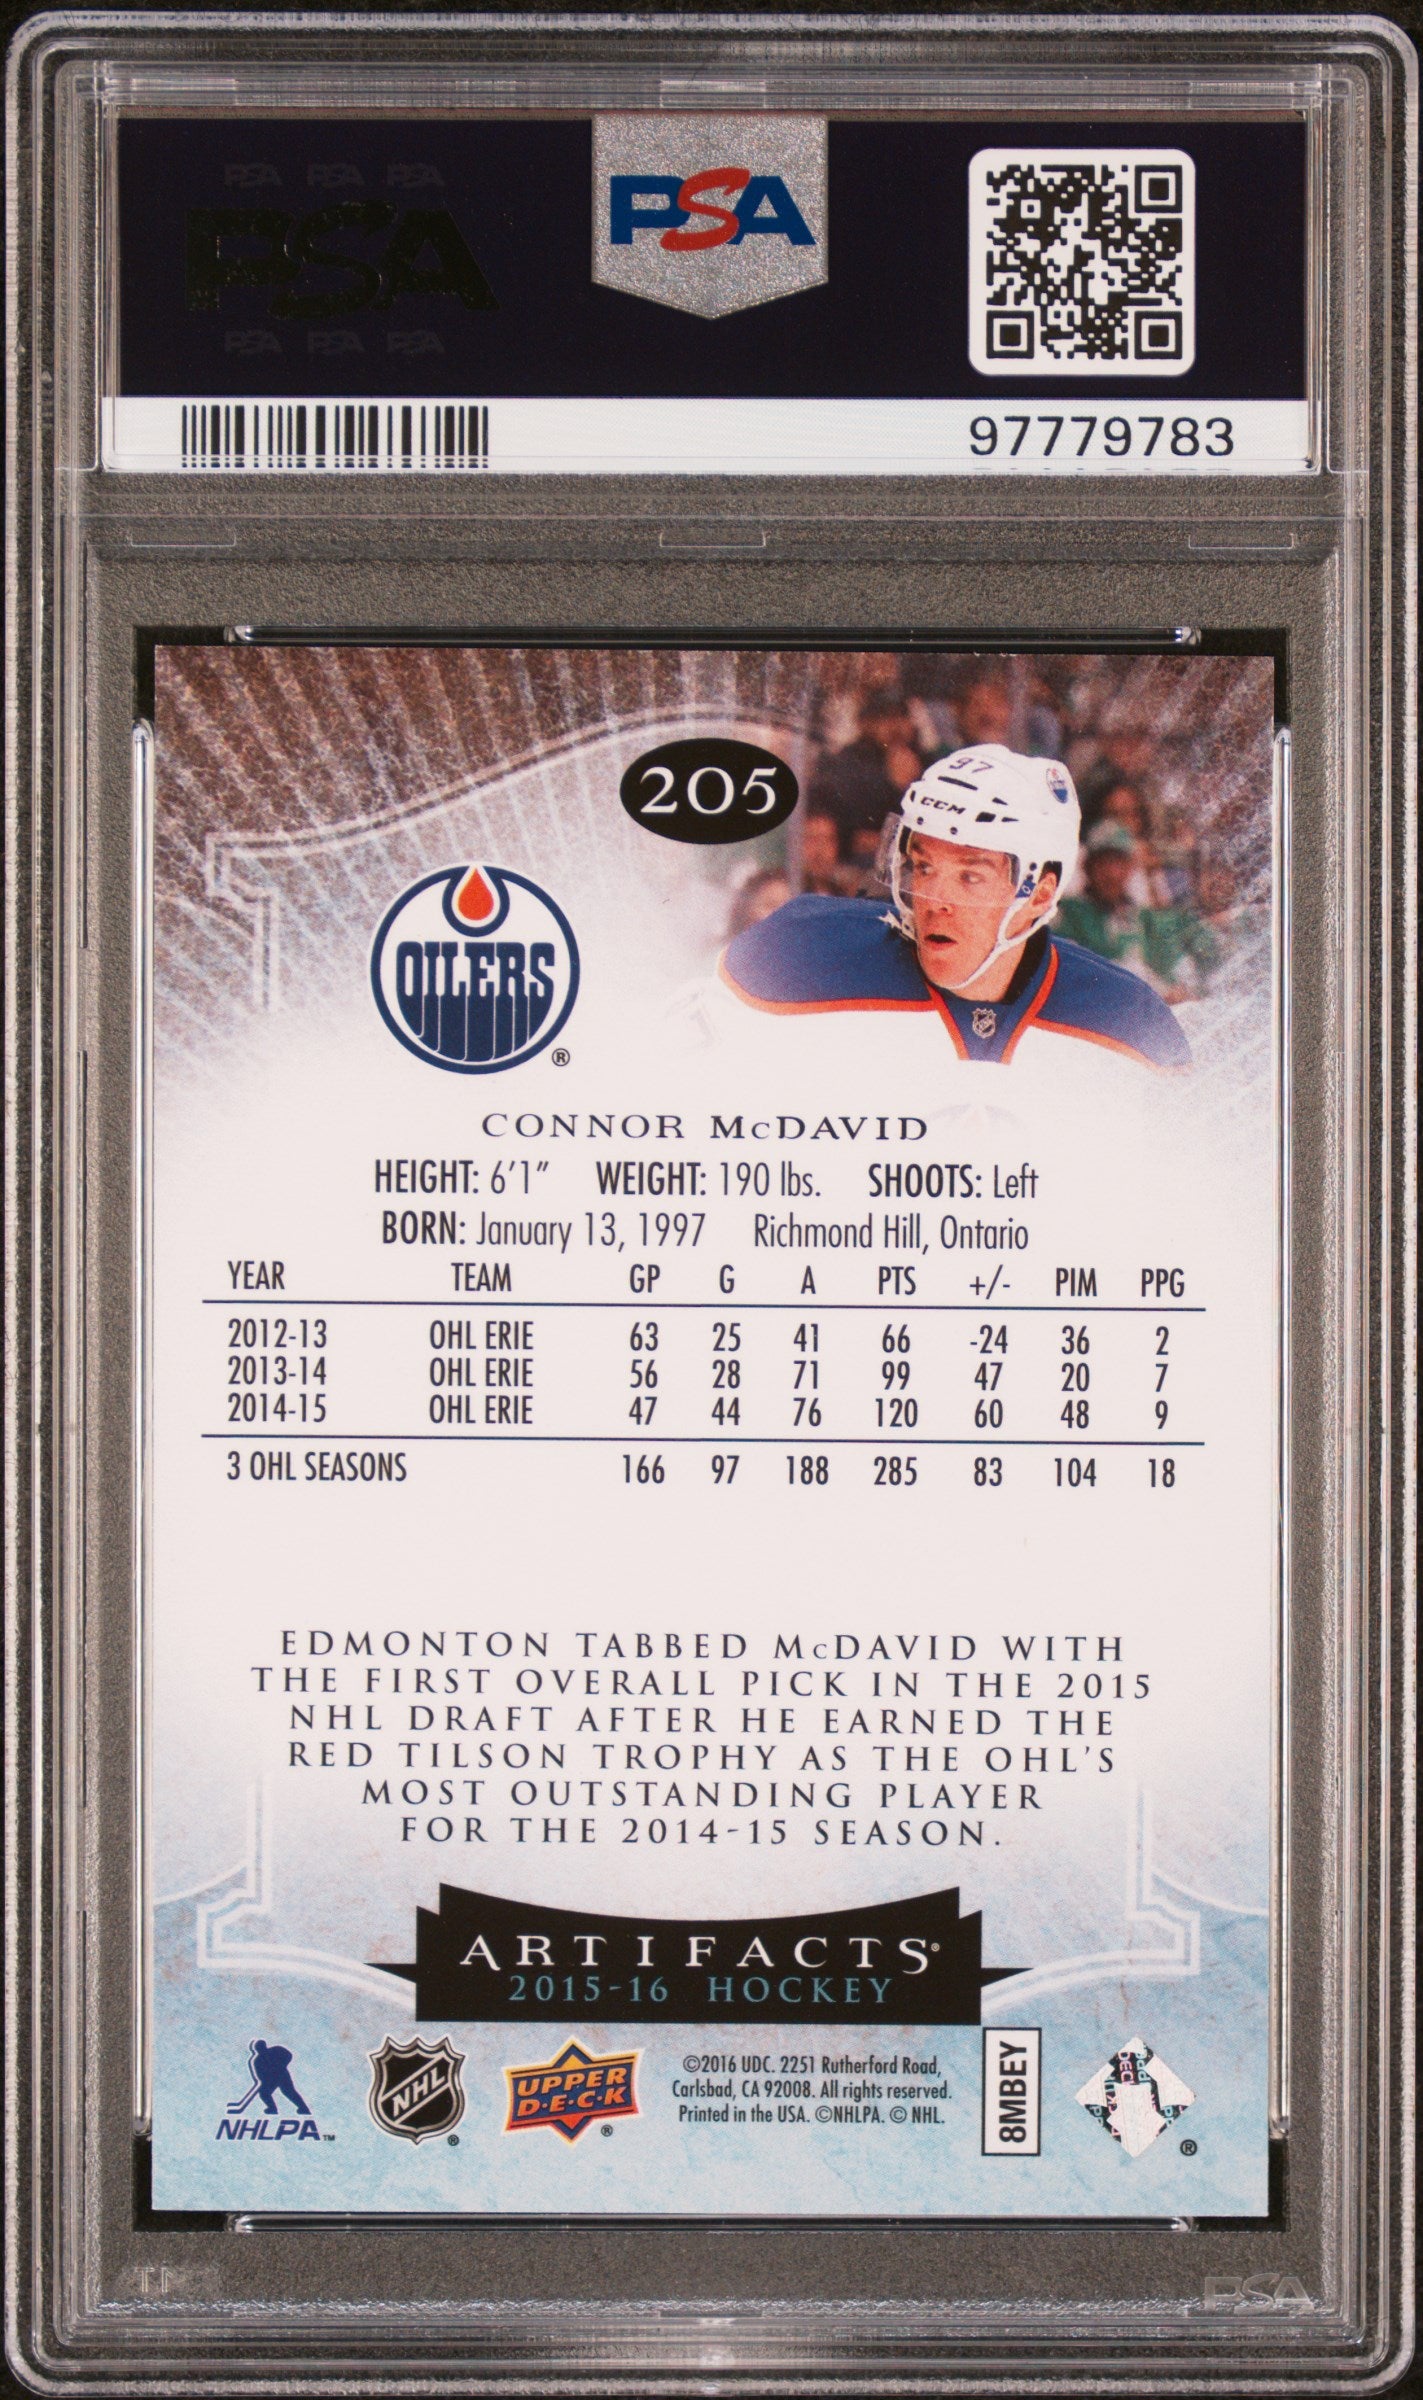 PSA PSA PSA
PSA
PSA PSA PSA
PSA
97779783
205
97
CCM
OILERS
®
CONNOR McDAVID
HEIGHT: 6'1" WEIGHT: 190 lbs. SHOOTS: Left
BORN: January 13, 1997 Richmond Hill, Ontario
YEAR TEAM GP G A PTS +/- PIM PPG
2012-13 OHL ERIE 63 25 41 66 -24 36 2
2013-14 OHL ERIE 56 28 71 99 47 20 7
2014-15 OHL ERIE 47 44 76 120 60 48 9
3 OHL SEASONS 166 97 188 285 83 104 18
EDMONTON TABBED McDAVID WITH
THE FIRST OVERALL PICK IN THE 2015
NHL DRAFT AFTER HE EARNED THE
RED TILSON TROPHY AS THE OHL'S
MOST OUTSTANDING PLAYER
FOR THE 2014-15 SEASON.
ARTIFACTS®
2015-16 HOCKEY
NHLPA™
NHL ®
UPPER
D·E·C·K ®
©2016 UDC. 2251 Rutherford Road,
Carlsbad, CA 92008. All rights reserved.
Printed in the USA. ©NHLPA. © NHL.
8MBEY
®
PSA